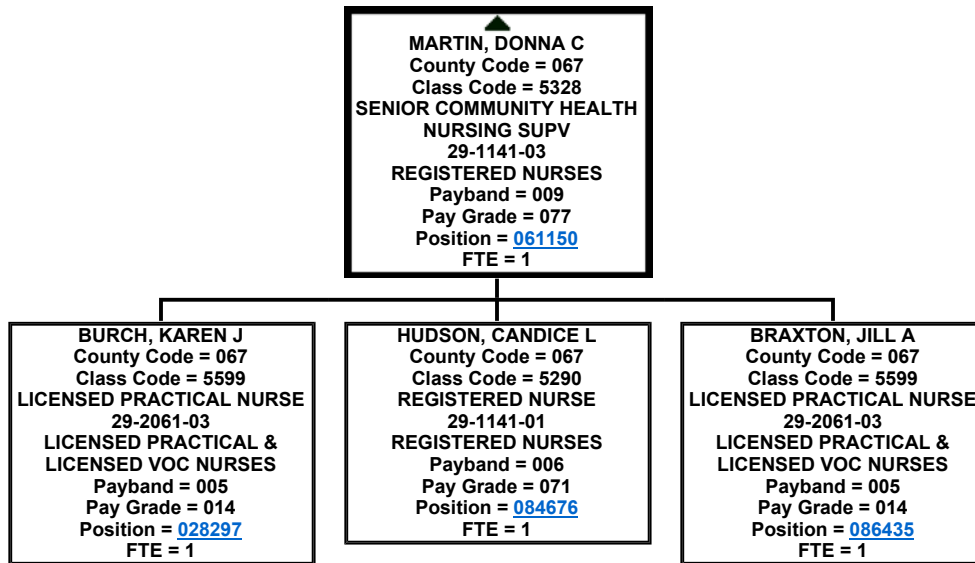 MARTIN, DONNA C
County Code = 067
Class Code = 5328
SENIOR COMMUNITY HEALTH
NURSING SUPV
29-1141-03
REGISTERED NURSES
Payband = 009
Pay Grade = 077
Position = 061150
FTE = 1
BURCH, KAREN J
County Code = 067
Class Code = 5599
LICENSED PRACTICAL NURSE
29-2061-03
LICENSED PRACTICAL &
LICENSED VOC NURSES
Payband = 005
Pay Grade = 014
Position = 028297
FTE = 1
HUDSON, CANDICE L
County Code = 067
Class Code = 5290
REGISTERED NURSE
29-1141-01
REGISTERED NURSES
Payband = 006
Pay Grade = 071
Position = 084676
FTE = 1
BRAXTON, JILL A
County Code = 067
Class Code = 5599
LICENSED PRACTICAL NURSE
29-2061-03
LICENSED PRACTICAL &
LICENSED VOC NURSES
Payband = 005
Pay Grade = 014
Position = 086435
FTE = 1